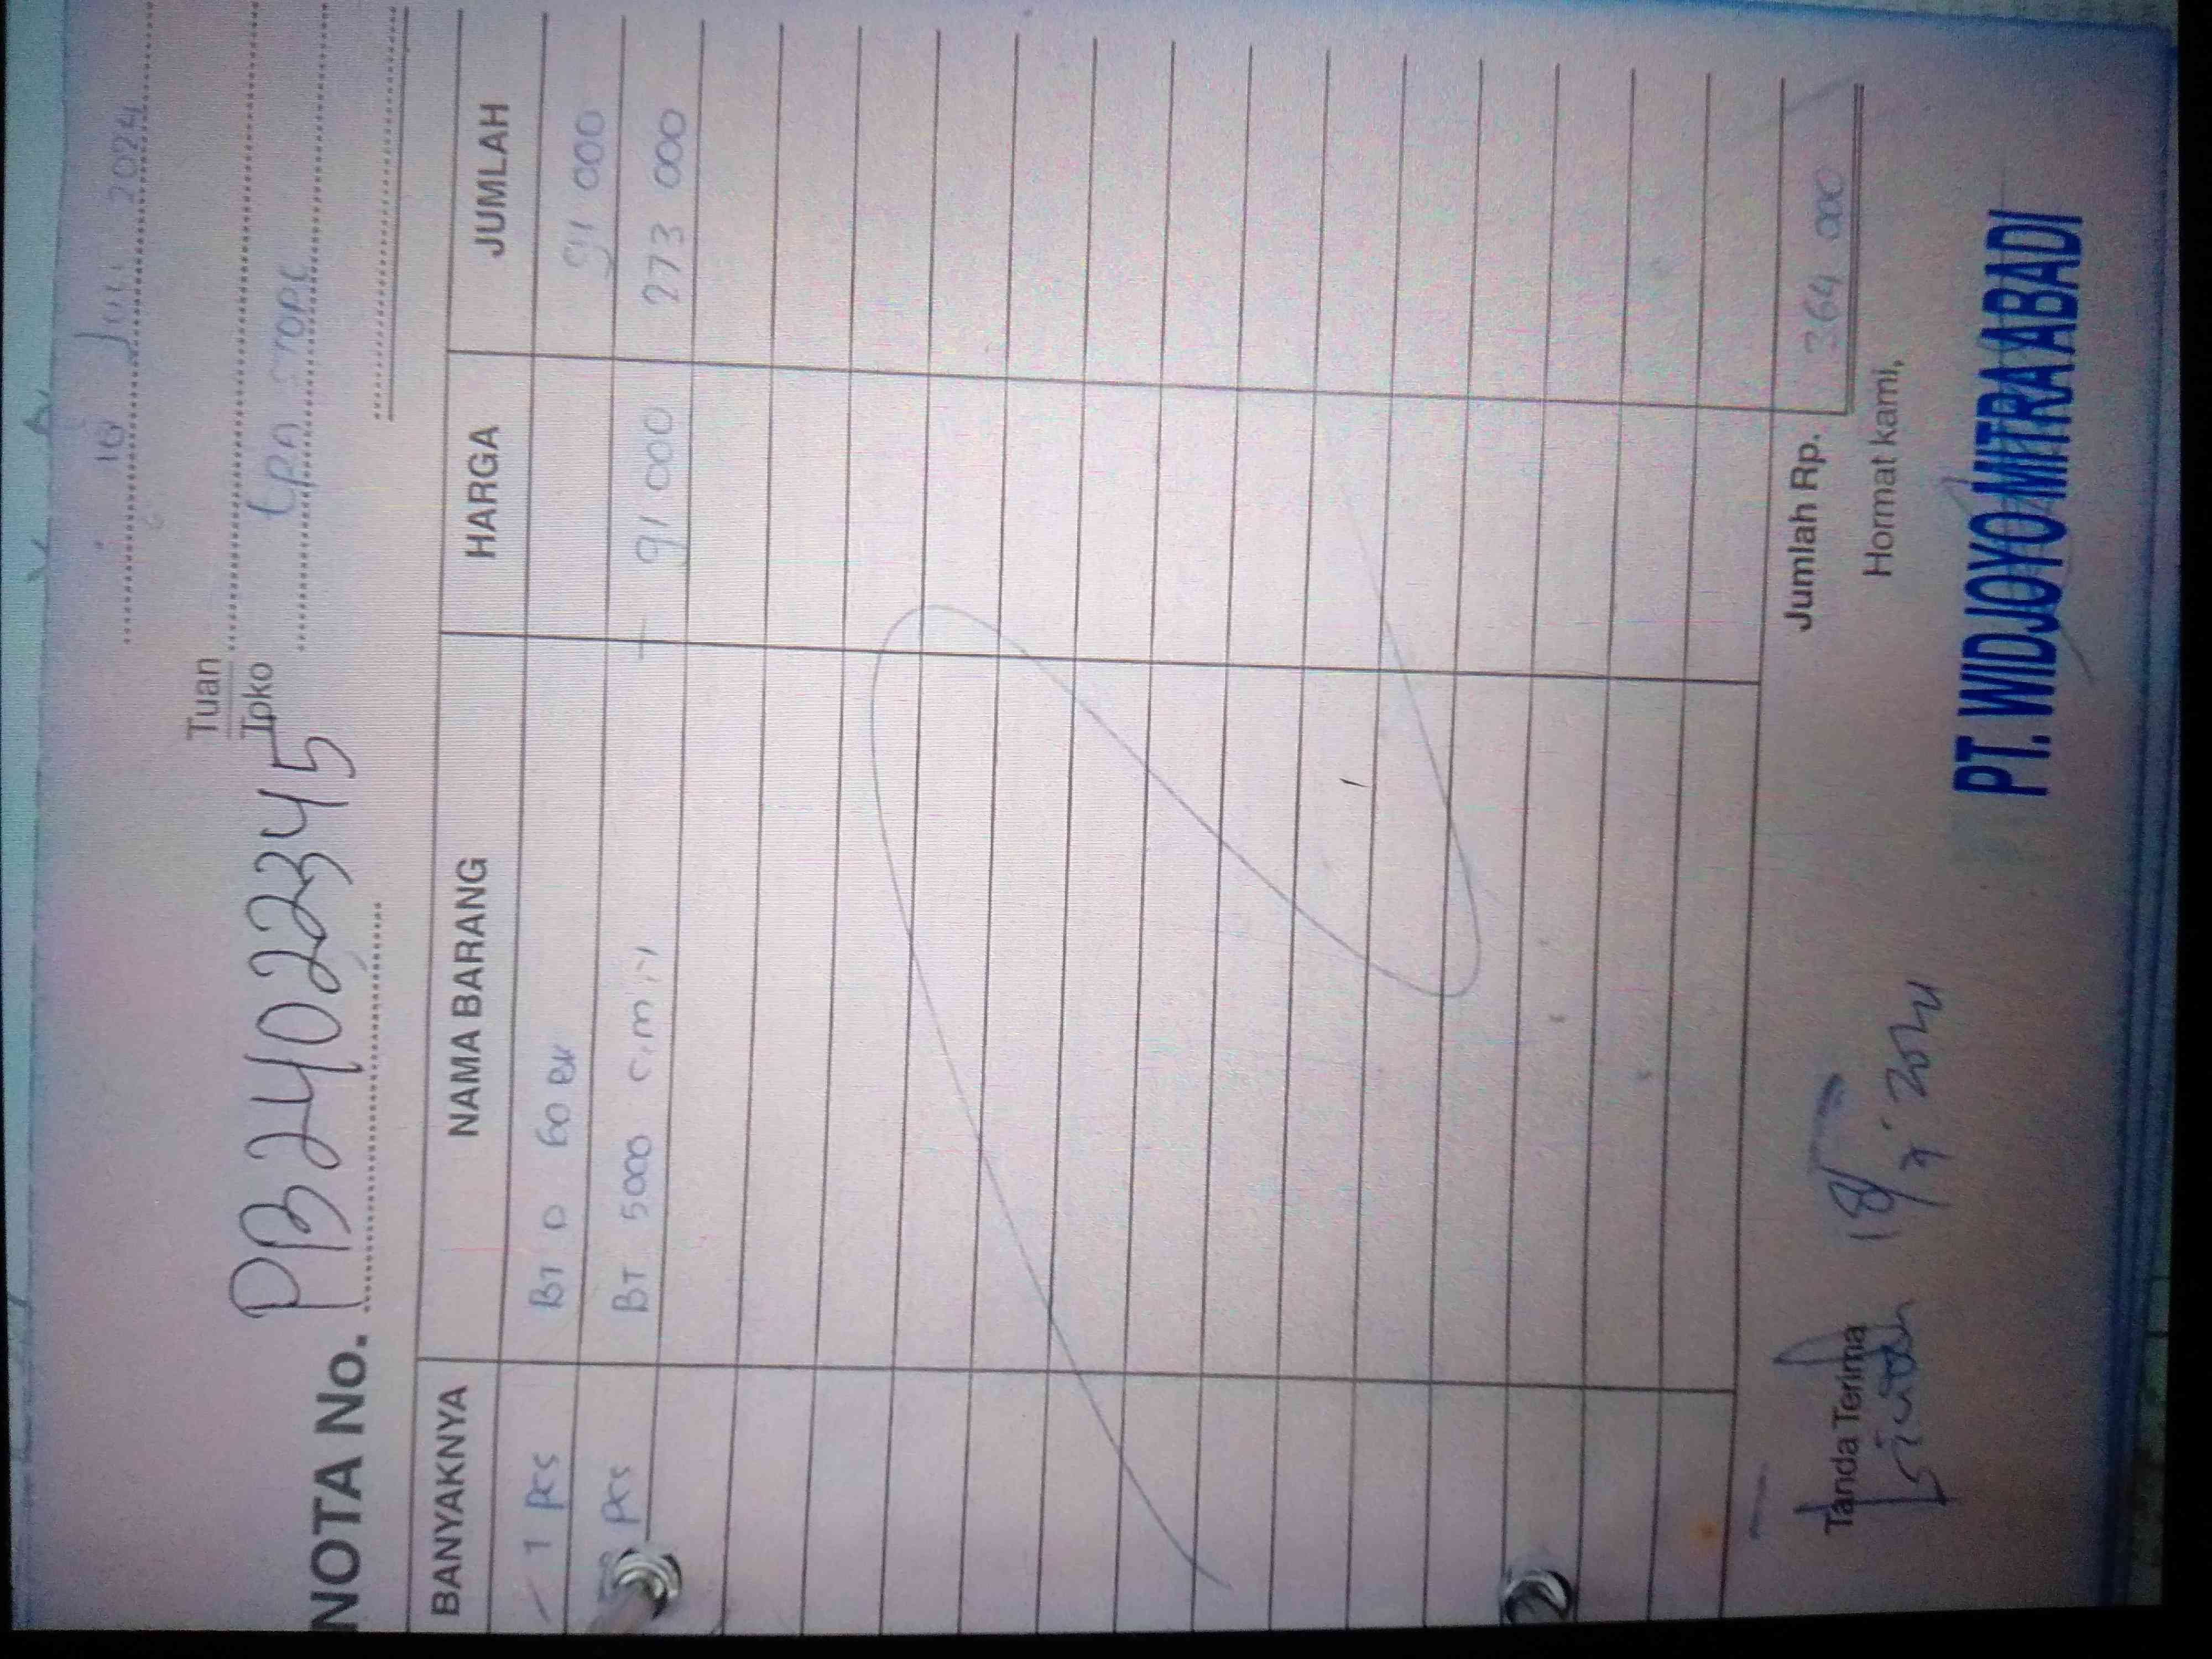 10 Juli 2024
Tuan
Toko
NOTA No. PB24022345
BANYAKNYA NAMA BARANG HARGA JUMLAH
1 pcs BT D 60 BK 91 000
pcs BT 5000 91 000 273 000
Jumlah Rp. 364 000
Tanda Terima 18/7 2024
Hormat kami,
PT. WIDJOYO MITRA ABADI